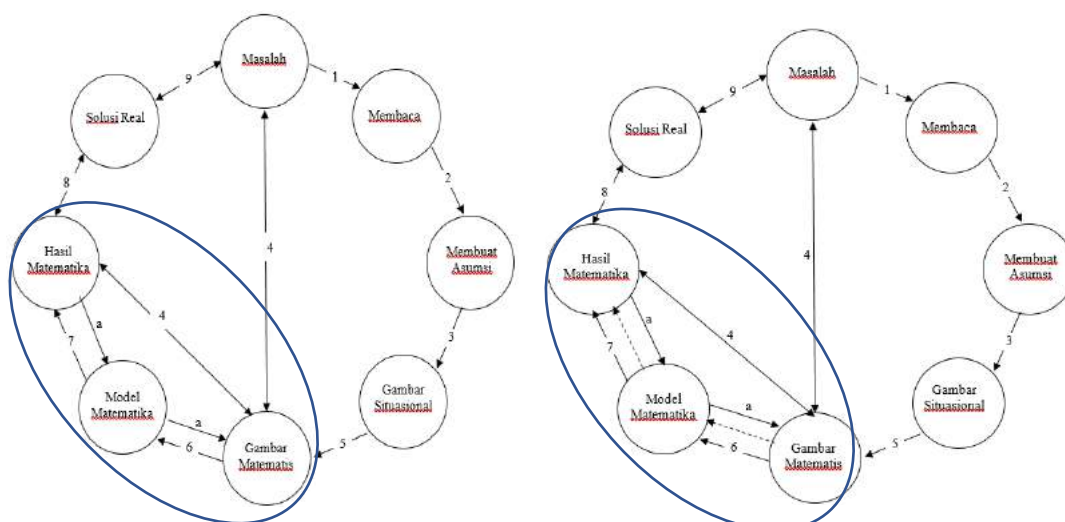 Masalah
9
1
Solusi Real
Membaca
8
2
4
Hasil
Matematika
Membuat
Asumsi
a
4
7
3
Model
Matematika
Gambar
Situasional
a
6
5
Gambar
Matematis
Masalah
9
1
Solusi Real
Membaca
8
2
4
Hasil
Matematika
Membuat
Asumsi
a
4
7
3
Model
Matematika
Gambar
Situasional
a
6
5
Gambar
Matematis